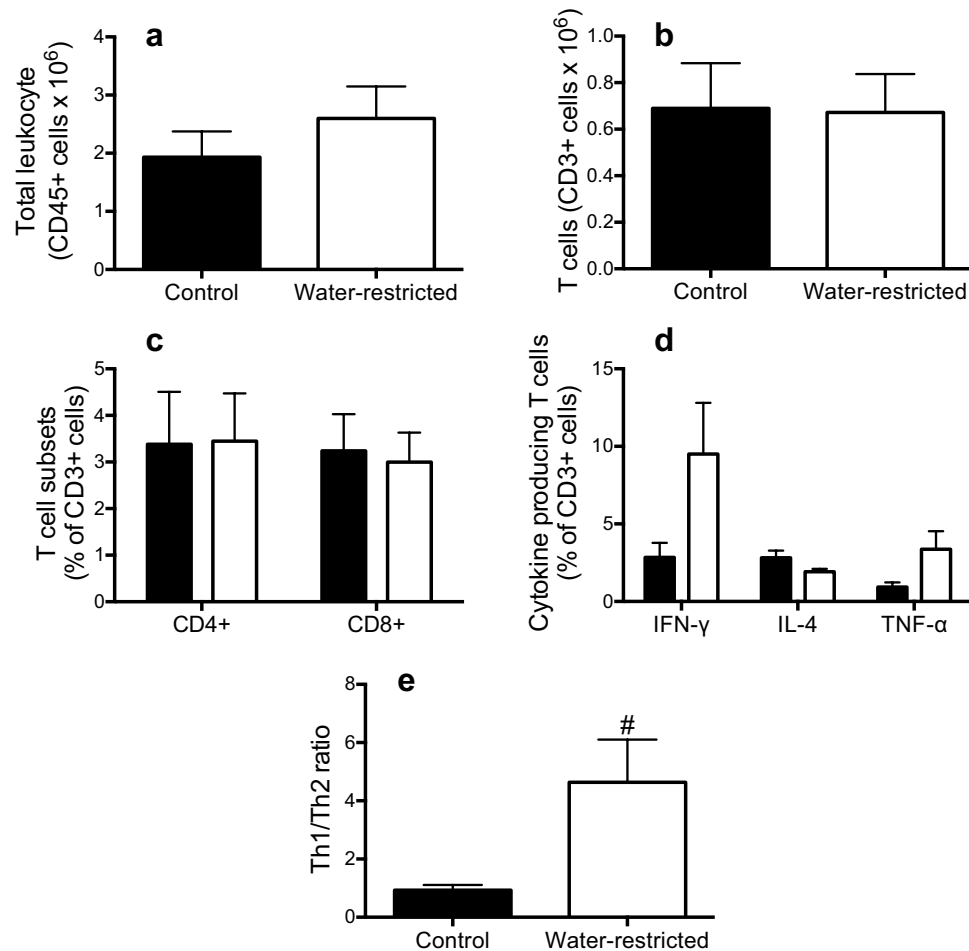 a
Total leukocyte
(CD45+ cells x 10⁶)
4
3
2
1
0
Control Water-restricted
b
T cells (CD3+ cells x 10⁶)
1.0
0.8
0.6
0.4
0.2
0.0
Control Water-restricted
c
T cell subsets
(% of CD3+ cells)
5
4
3
2
1
0
CD4+ CD8+
d
Cytokine producing T cells
(% of CD3+ cells)
15
10
5
0
IFN-γ IL-4 TNF-α
e
Th1/Th2 ratio
8
6
4
2
0
#
Control Water-restricted